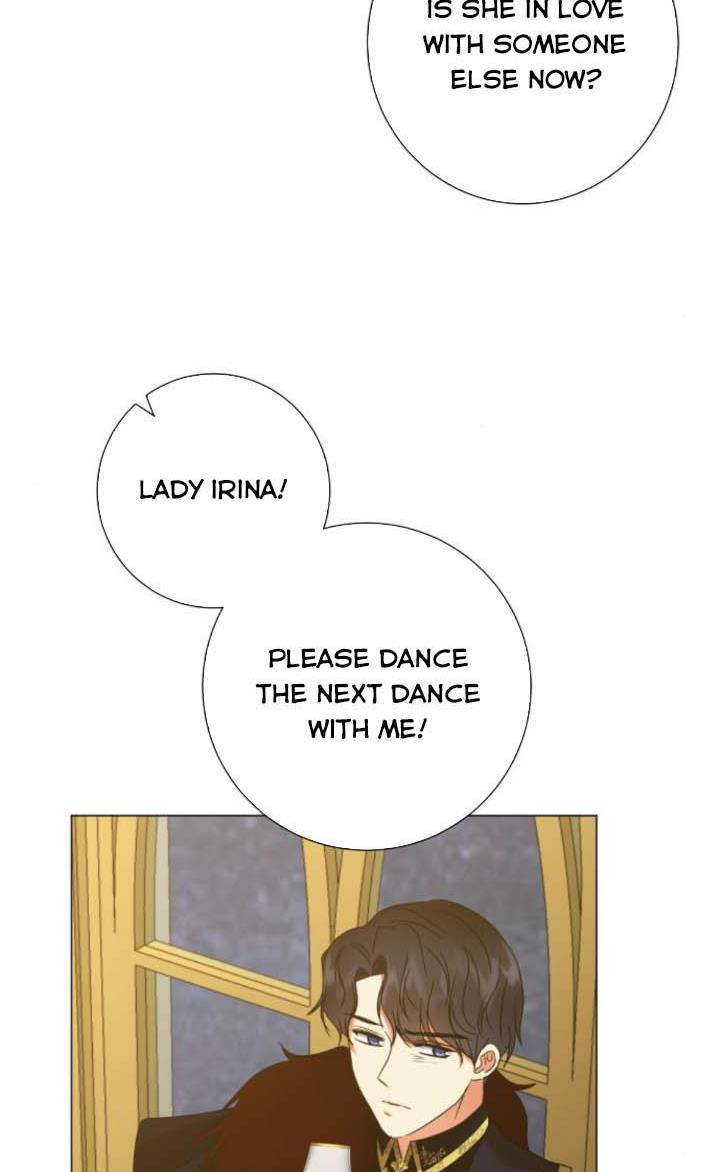 IS SHE IN LOVE
WITH SOMEONE
ELSE NOW?
LADY IRINA!
PLEASE DANCE
THE NEXT DANCE
WITH ME!